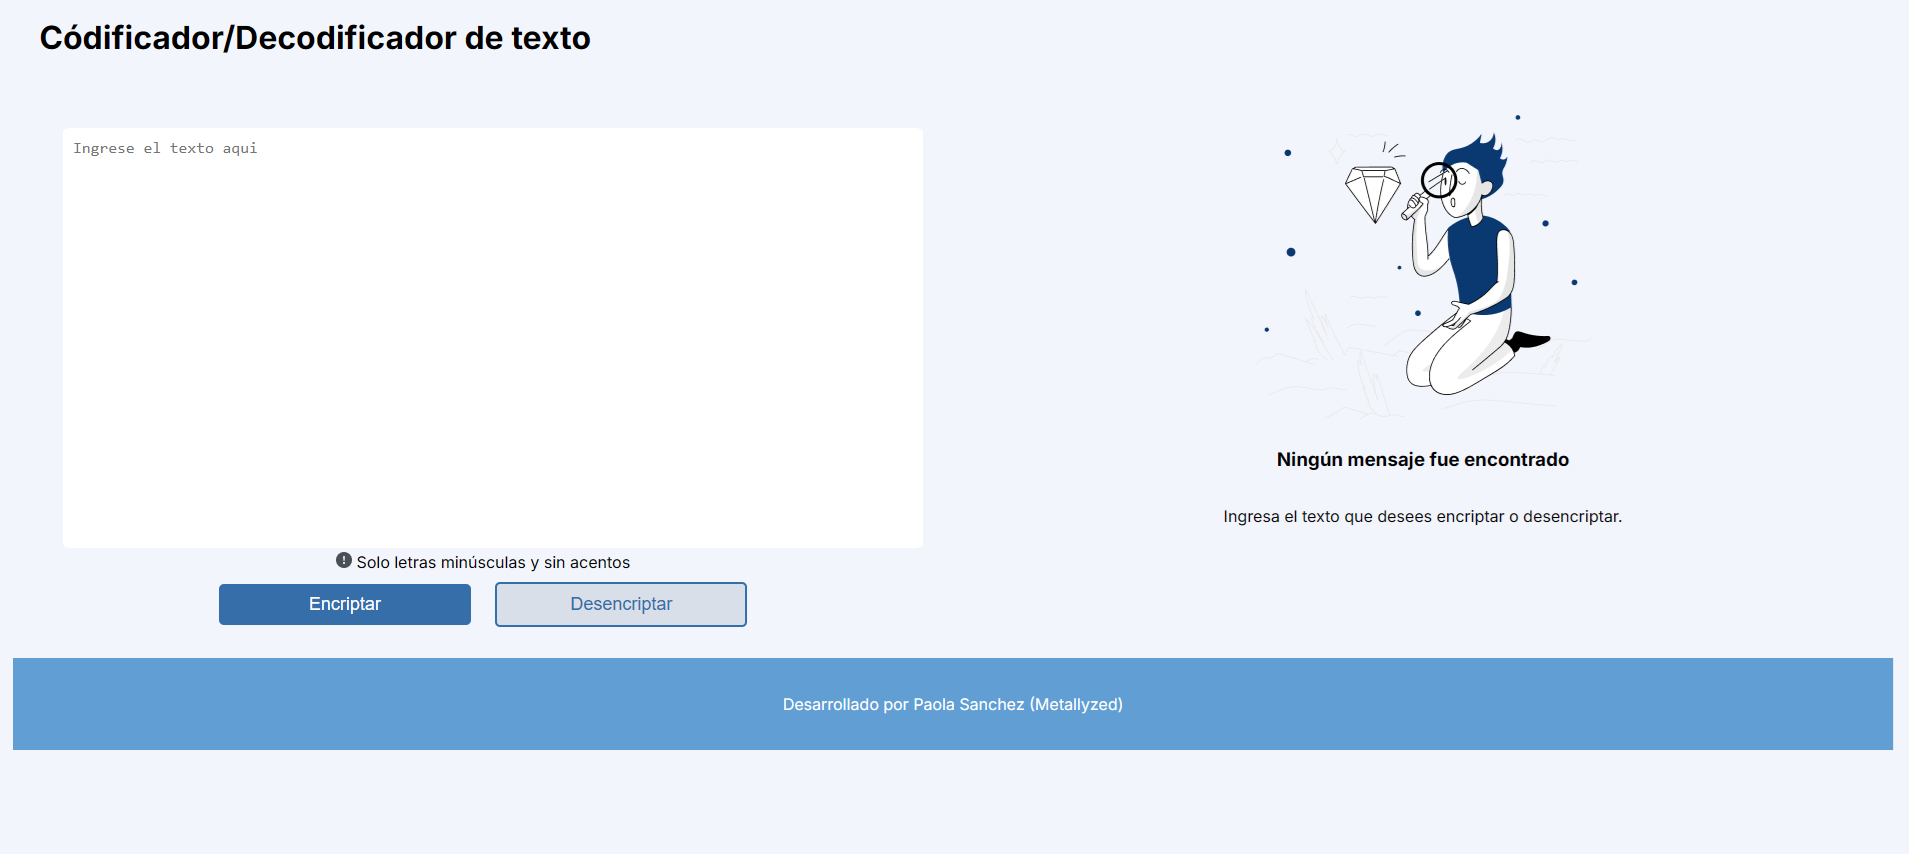 Códificador/Decodificador de texto
Ingrese el texto aqui
Solo letras minúsculas y sin acentos
Encriptar
Desencriptar
Ningún mensaje fue encontrado
Ingresa el texto que desees encriptar o desencriptar.
Desarrollado por Paola Sanchez (Metallyzed)